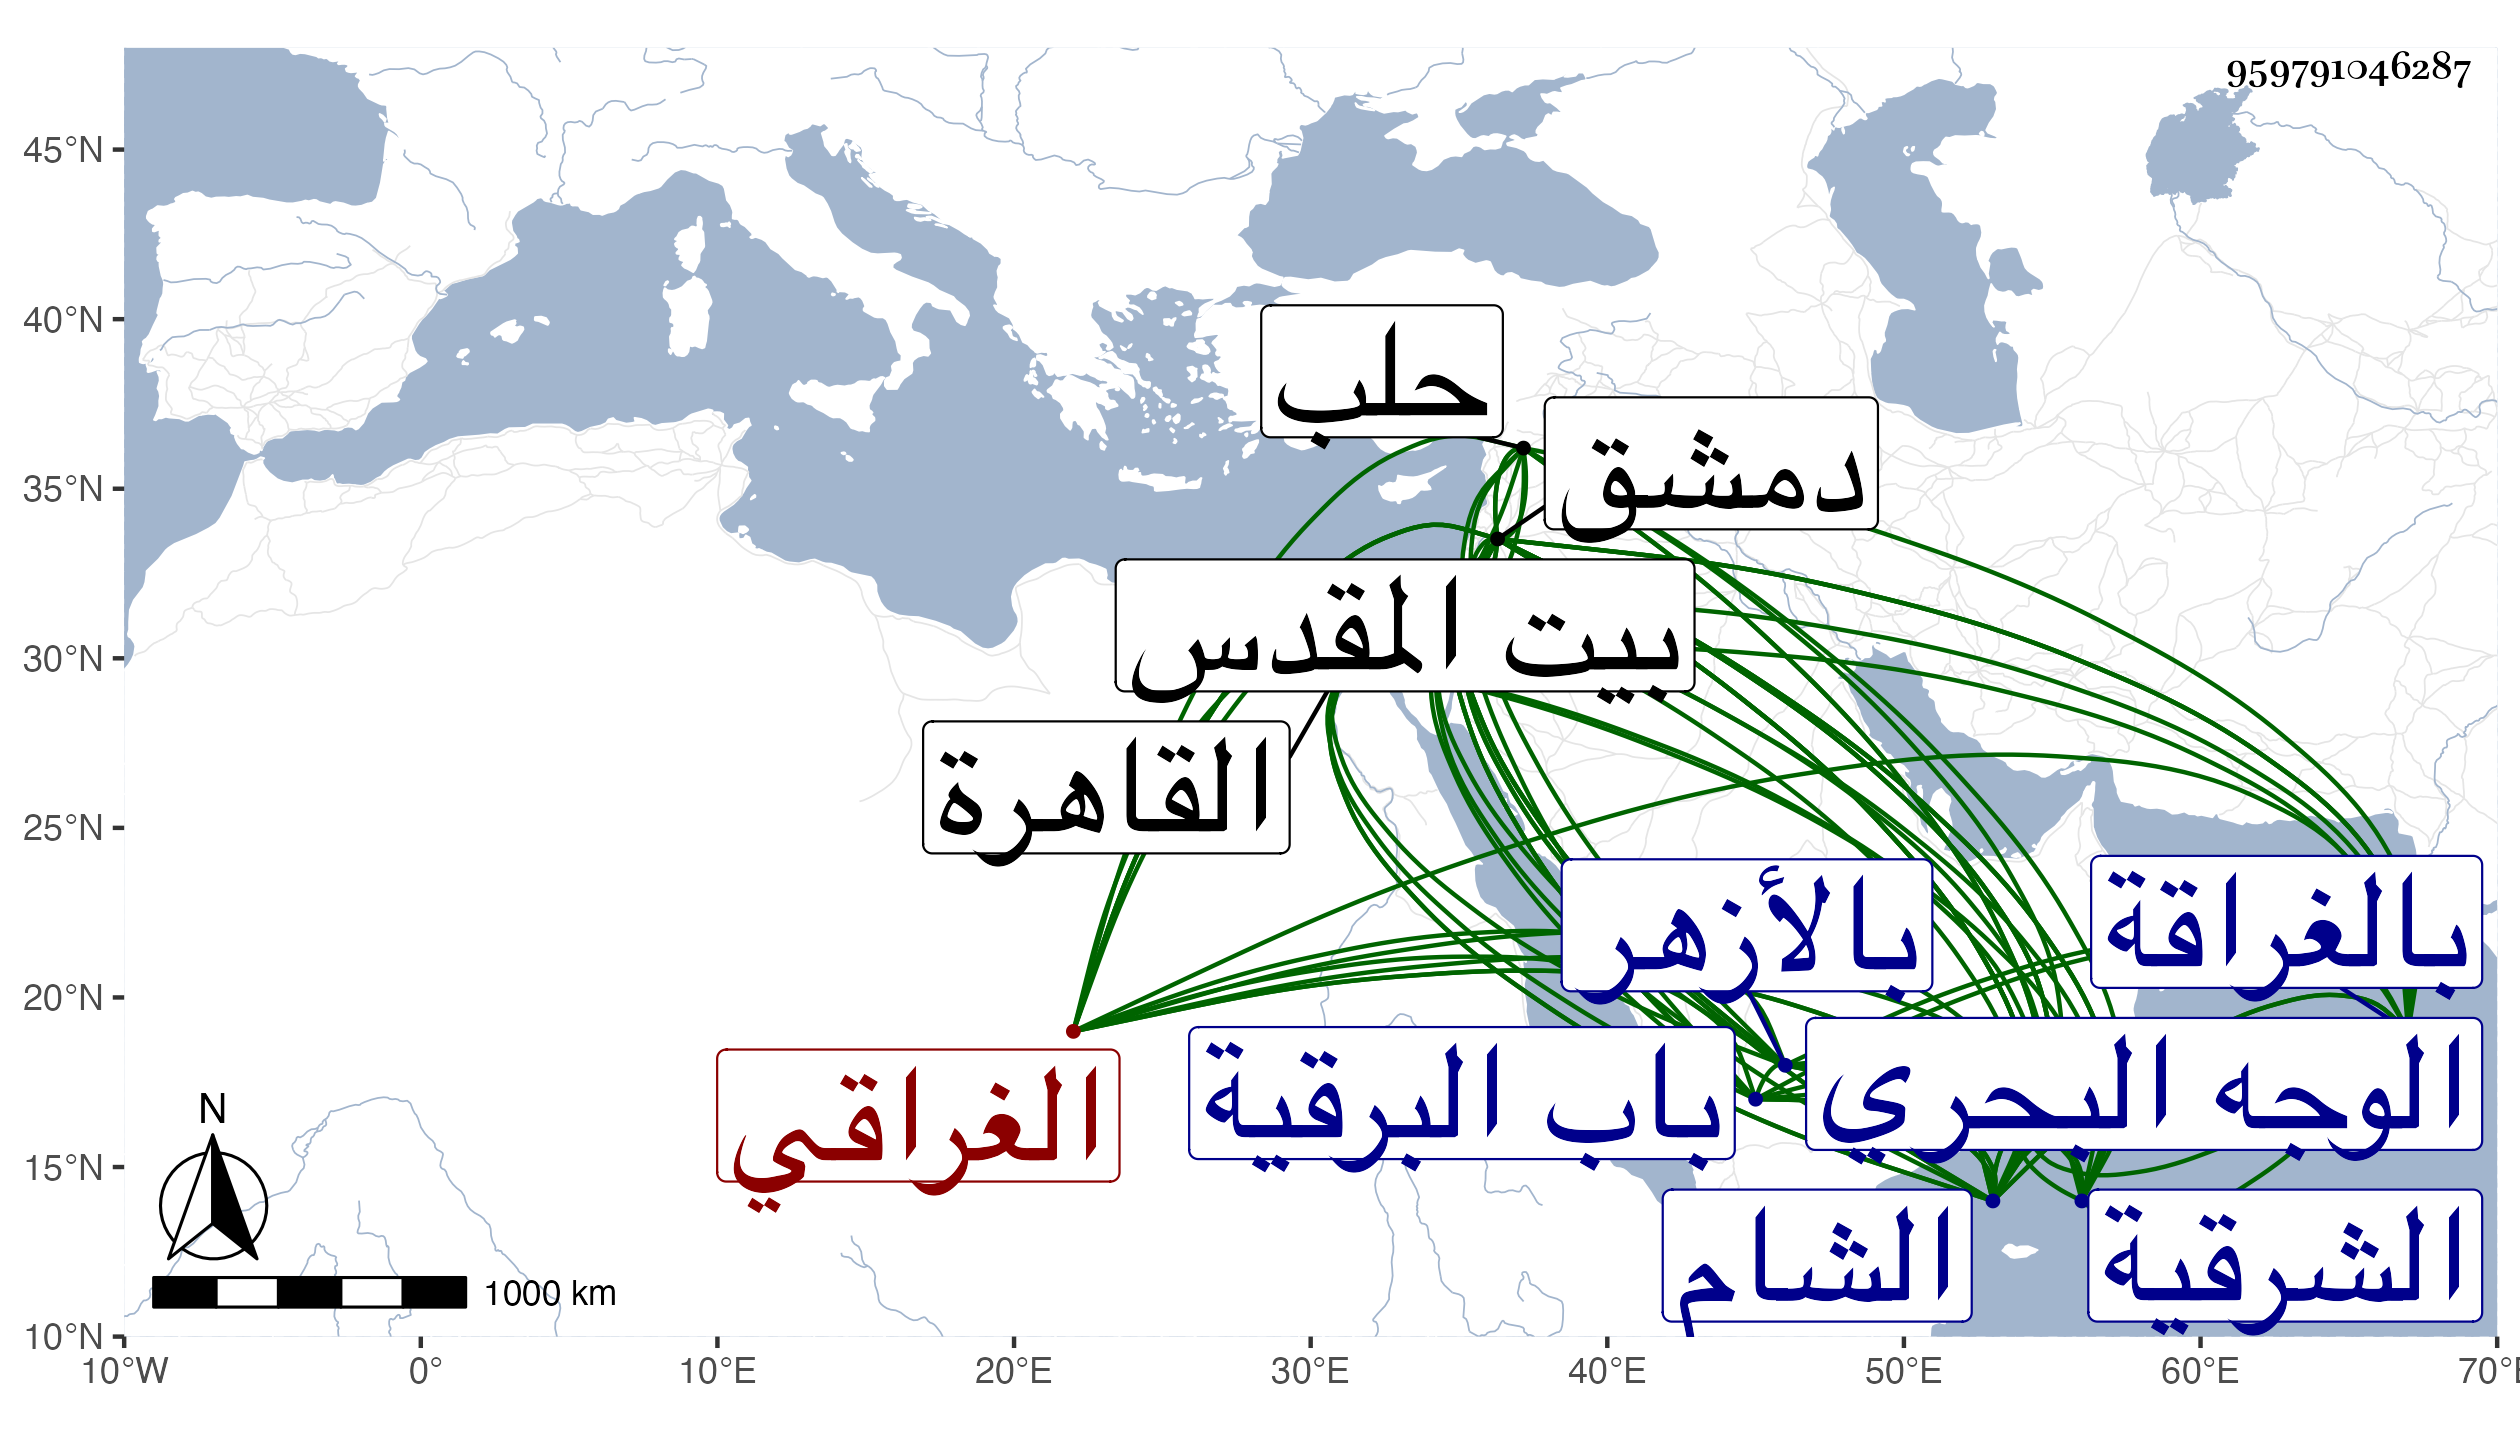 959791046287
45°N
40°N
35°N
30°N
25°N
20°N
15°N
10°N
حلب
دمشق
بيت المقدس
القاهرة
بالأزهر
بالغراقة
الغراقي
باب البرقية
الوجه البحري
الشام
الشرقية
N
1000 km
10°W 0° 10°E 20°E 30°E 40°E 50°E 60°E 70°E